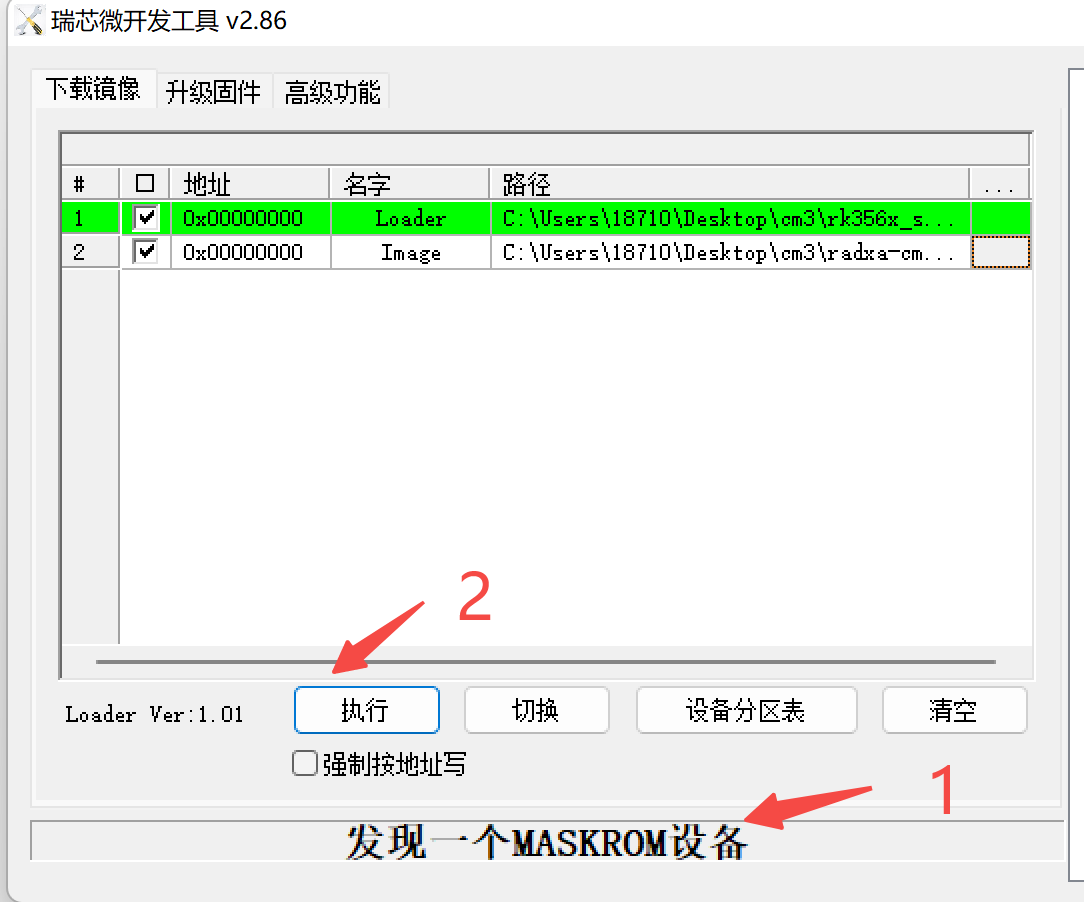 瑞芯微开发工具 v2.86
下载镜像 升级固件 高级功能
# 地址 名字 路径 ...
1 0x00000000 Loader C:\Users\18710\Desktop\cm3\rk356x_s...
2 0x00000000 Image C:\Users\18710\Desktop\cm3\radxa-cm...
2
Loader Ver:1.01 执行 切换 设备分区表 清空
强制按地址写
1
发现一个MASKROM设备